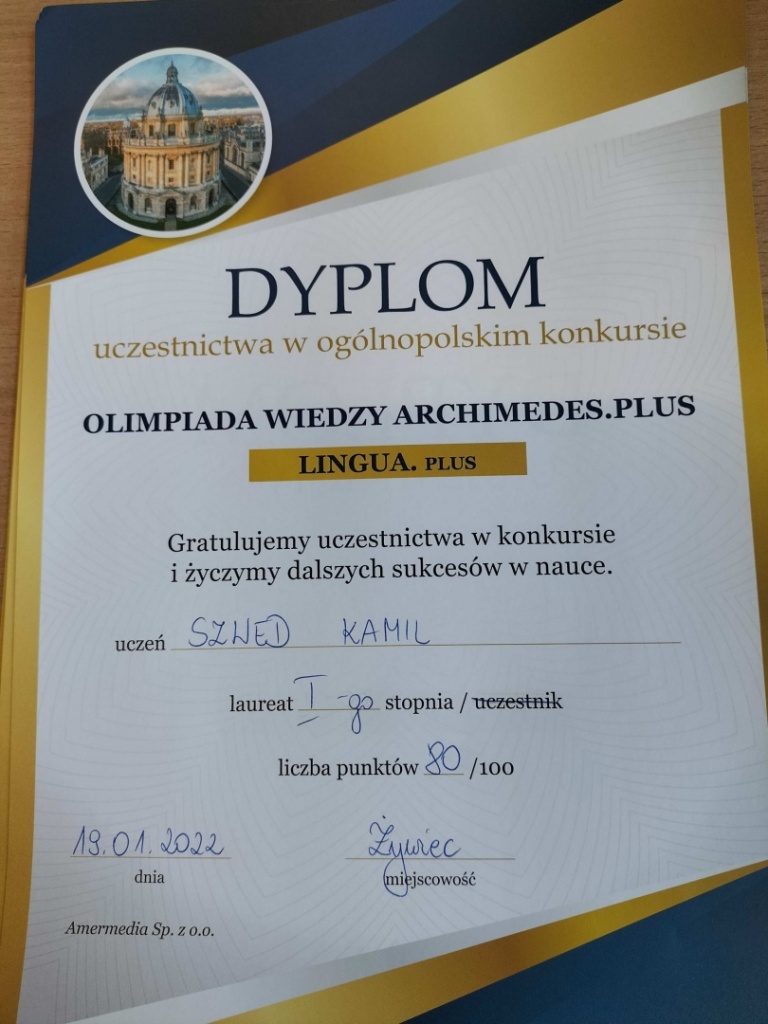 DYPLOM
uczestnictwa w ogólnopolskim konkursie
OLIMPIADA WIEDZY ARCHIMEDES.PLUS
LINGUA. PLUS
Gratulujemy uczestnictwa w konkursie
i życzymy dalszych sukcesów w nauce.
uczeń SZWED KAMIL
laureat I-go stopnia / uczestnik
liczba punktów 80 /100
19.01.2022 Żywiec
dnia miejscowość
Amermedia Sp. z o.o.